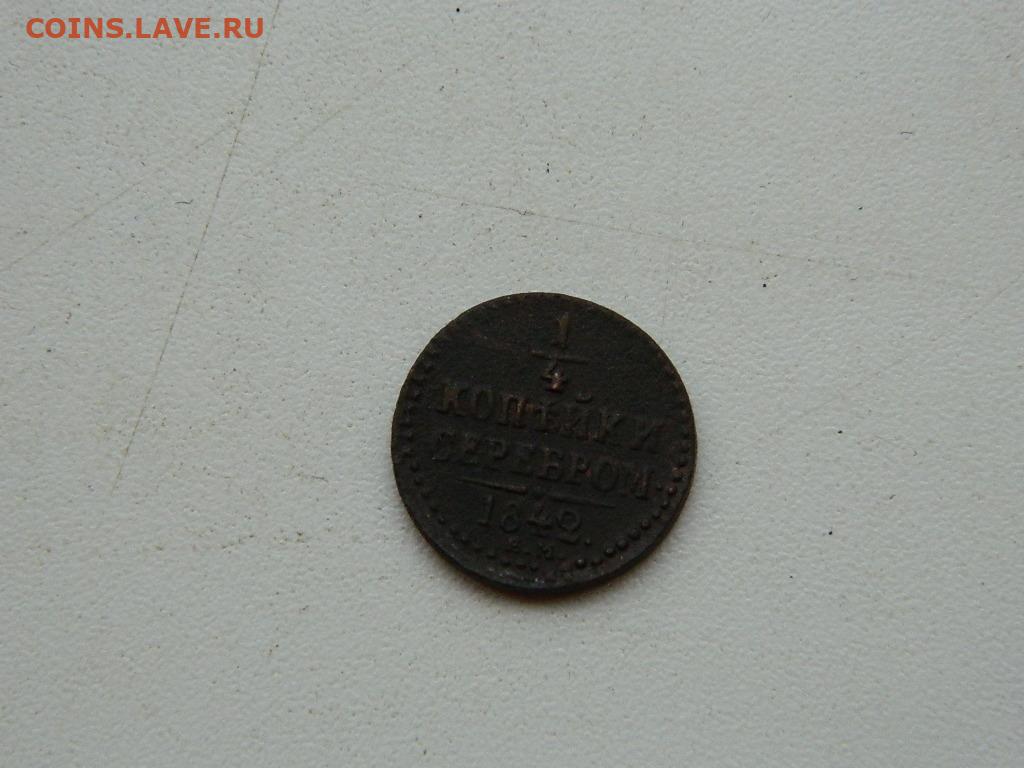 COINS.LAVE.RU
1
4
КОПѢЙКИ
СЕРЕБРОМ.
1842.
Е.М.